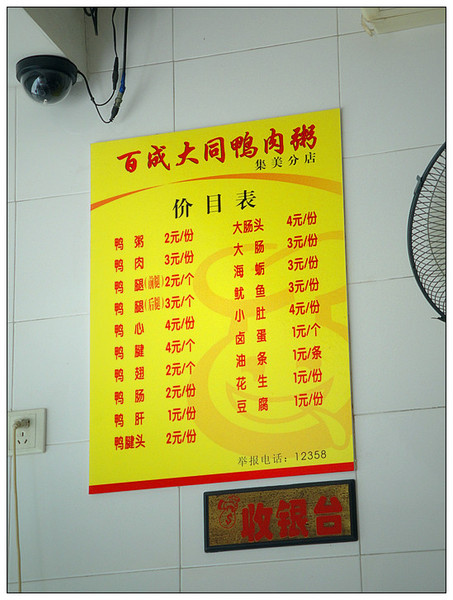 百成大同鸭肉粥
集美分店
价目表
鸭粥 2元/份
鸭肉 3元/份
鸭腿(前腿) 2元/个
鸭腿(后腿) 3元/个
鸭心 4元/份
鸭腱 4元/个
鸭翅 2元/个
鸭肠 2元/份
鸭肝 1元/份
鸭腱头 2元/份
大肠头 4元/份
大肠 3元/份
海蛎 3元/份
鱿鱼 3元/份
小肚 4元/份
卤蛋 1元/个
油条 1元/条
花生 1元/份
豆腐 1元/份
举报电话：12358
收银台